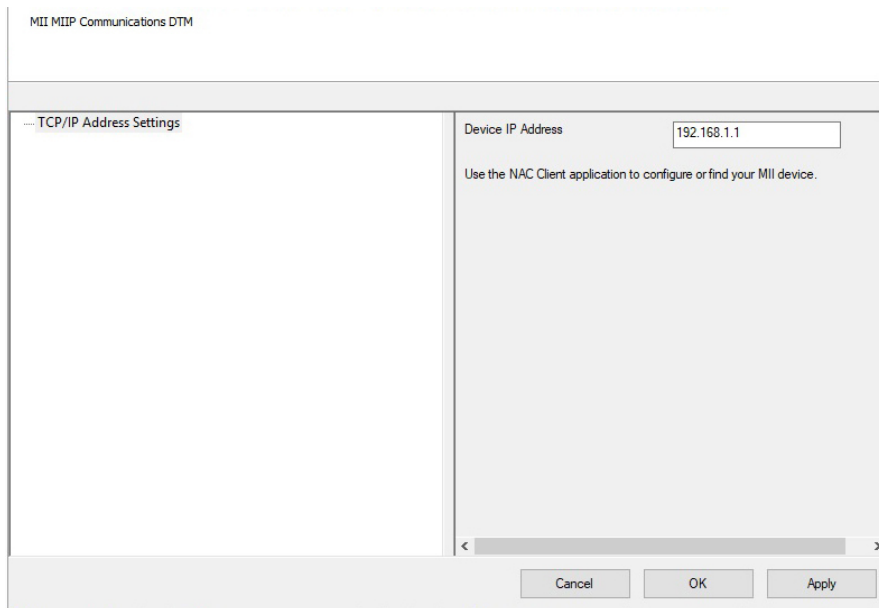 MII MIIP Communications DTM
TCP/IP Address Settings
Device IP Address
192.168.1.1
Use the NAC Client application to configure or find your MII device.
Cancel
OK
Apply